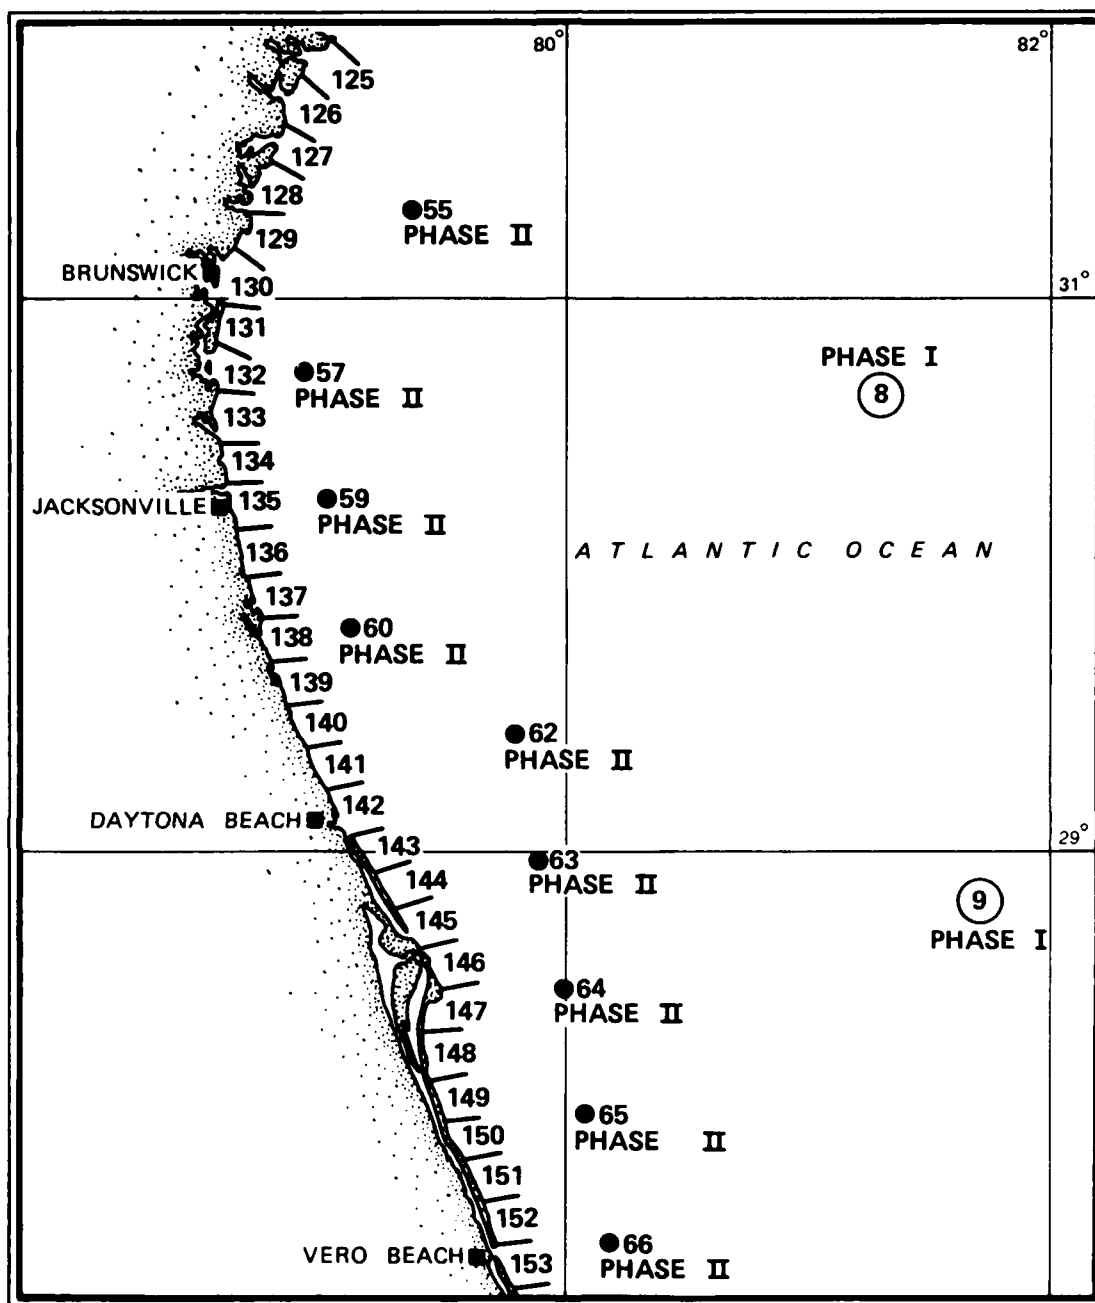 80°
82°
125
126
127
128
55
PHASE II
129
BRUNSWICK
130
31°
131
PHASE I
8
132
57
PHASE II
133
134
JACKSONVILLE
135
59
PHASE II
136
ATLANTIC OCEAN
137
138
60
PHASE II
139
140
62
PHASE II
141
142
DAYTONA BEACH
29°
143
63
PHASE II
144
9
PHASE I
145
146
64
PHASE II
147
148
149
65
PHASE II
150
151
152
66
PHASE II
VERO BEACH
153